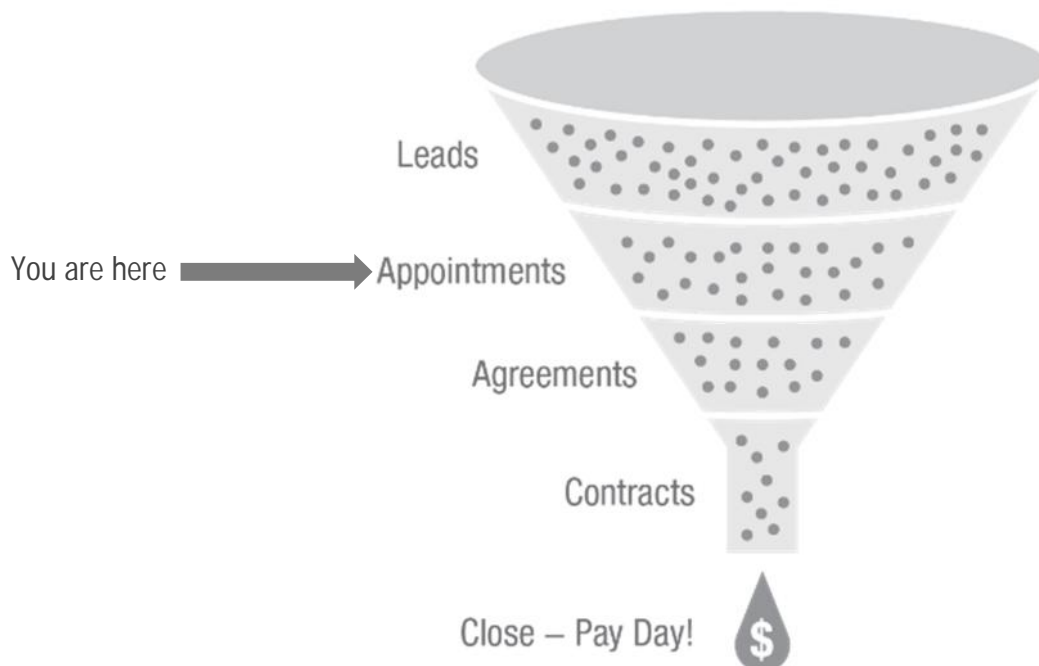 Leads
You are here
Appointments
Agreements
Contracts
Close – Pay Day!
$